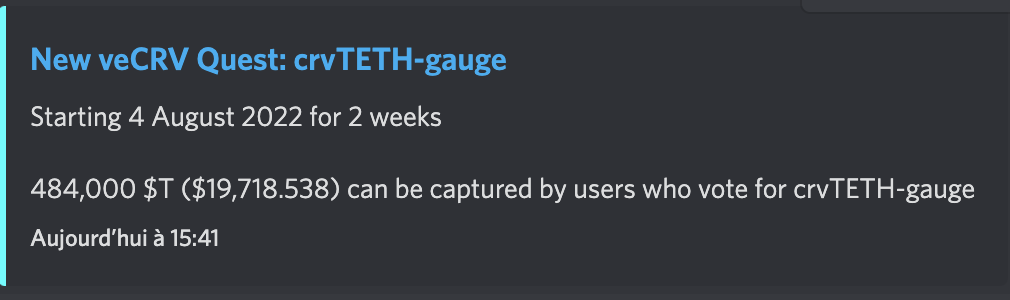 New veCRV Quest: crvTETH-gauge
Starting 4 August 2022 for 2 weeks
484,000 $T ($19,718.538) can be captured by users who vote for crvTETH-gauge
Aujourd’hui à 15:41